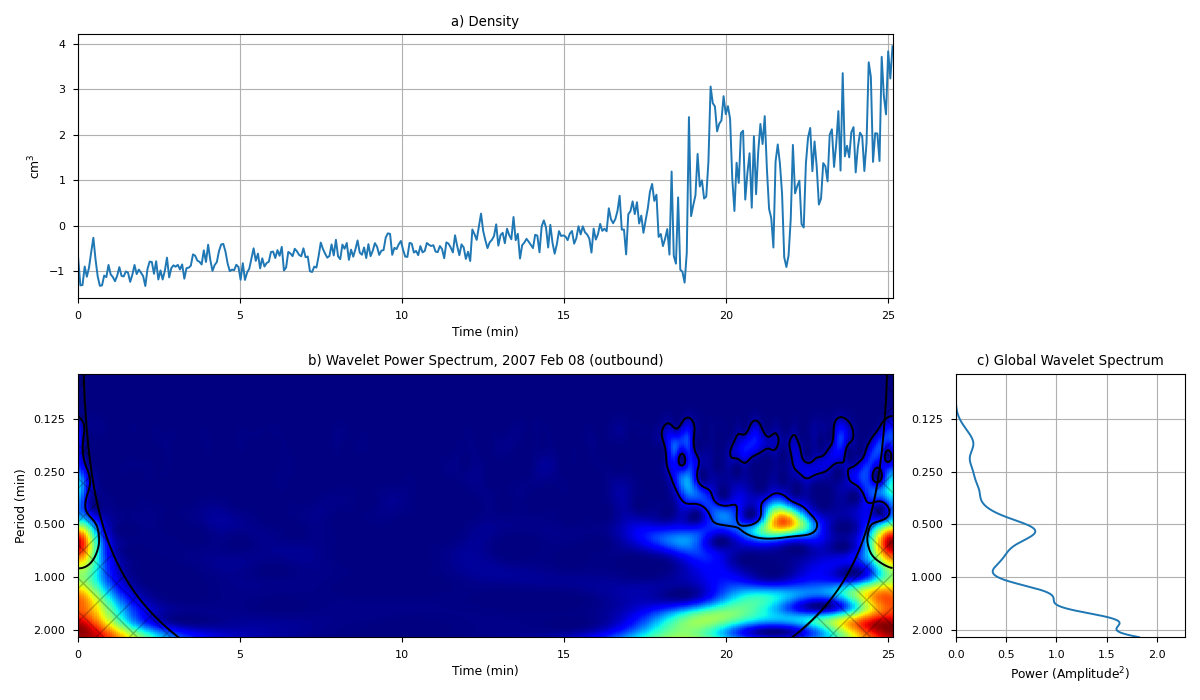 a) Density
cm³
4
3
2
1
0
−1
0 5 10 15 20 25
Time (min)
b) Wavelet Power Spectrum, 2007 Feb 08 (outbound)
Period (min)
0.125
0.250
0.500
1.000
2.000
0 5 10 15 20 25
Time (min)
c) Global Wavelet Spectrum
0.125
0.250
0.500
1.000
2.000
0.0 0.5 1.0 1.5 2.0
Power (Amplitude²)